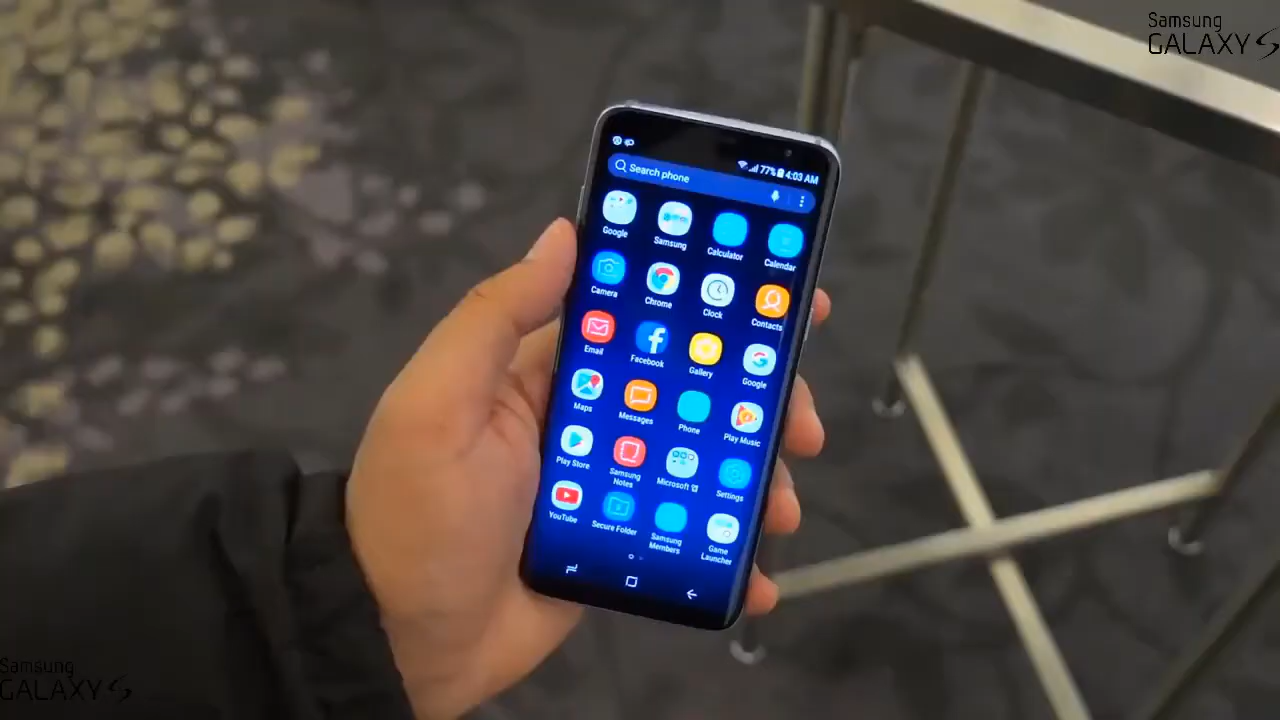 Samsung
GALAXY S
77% 4:03 AM
Search phone
Google
Samsung
Calculator
Calendar
Camera
Chrome
Clock
Contacts
Email
Facebook
Gallery
Google
Maps
Messages
Phone
Play Music
Play Store
Samsung
Notes
Microsoft
Settings
YouTube
Secure Folder
Samsung
Members
Game
Launcher
Samsung
GALAXY S